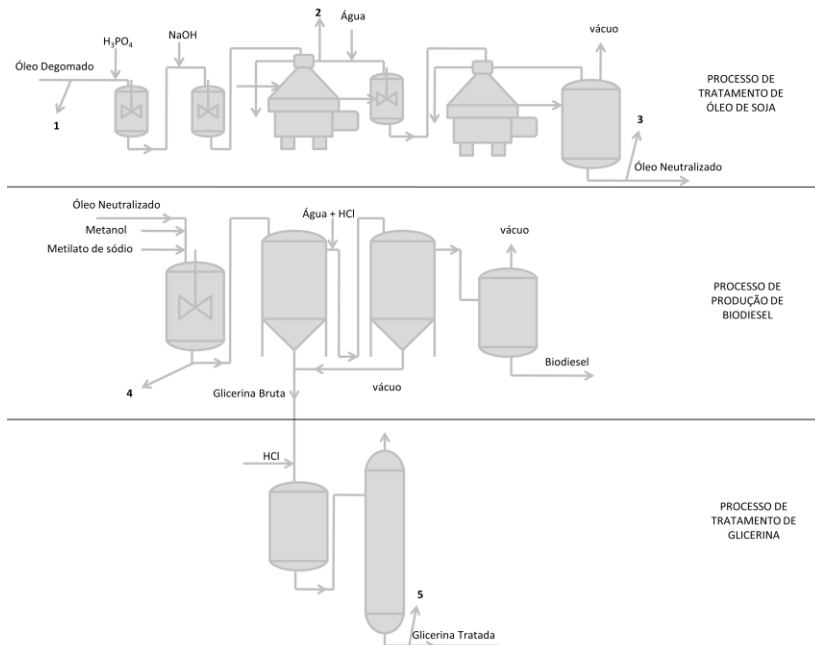 H₃PO₄
NaOH
2
Água
vácuo
Óleo Degomado
1
3
Óleo Neutralizado
PROCESSO DE
TRATAMENTO DE
ÓLEO DE SOJA
Óleo Neutralizado
Metanol
Metilato de sódio
Água + HCl
vácuo
4
Glicerina Bruta
vácuo
Biodiesel
PROCESSO DE
PRODUÇÃO DE
BIODIESEL
HCl
5
Glicerina Tratada
PROCESSO DE
TRATAMENTO DE
GLICERINA